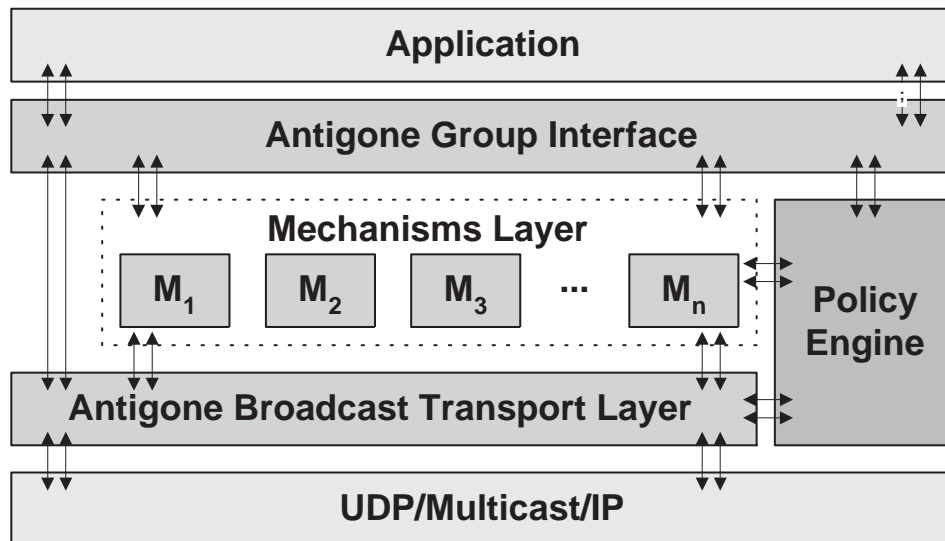 Application
;
Antigone Group Interface
Mechanisms Layer
M1 M2 M3 ... Mn
Policy
Engine
Antigone Broadcast Transport Layer
UDP/Multicast/IP